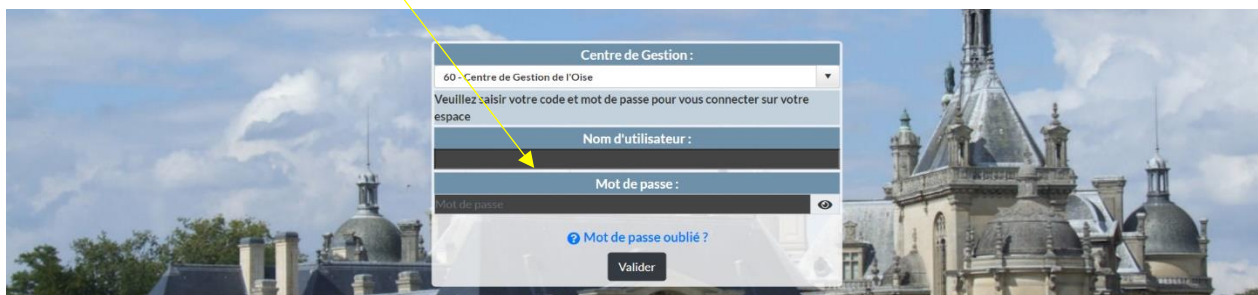 Centre de Gestion :
60 - Centre de Gestion de l'Oise
Veuillez saisir votre code et mot de passe pour vous connecter sur votre
espace
Nom d'utilisateur :
Mot de passe :
Mot de passe
Mot de passe oublié ?
Valider